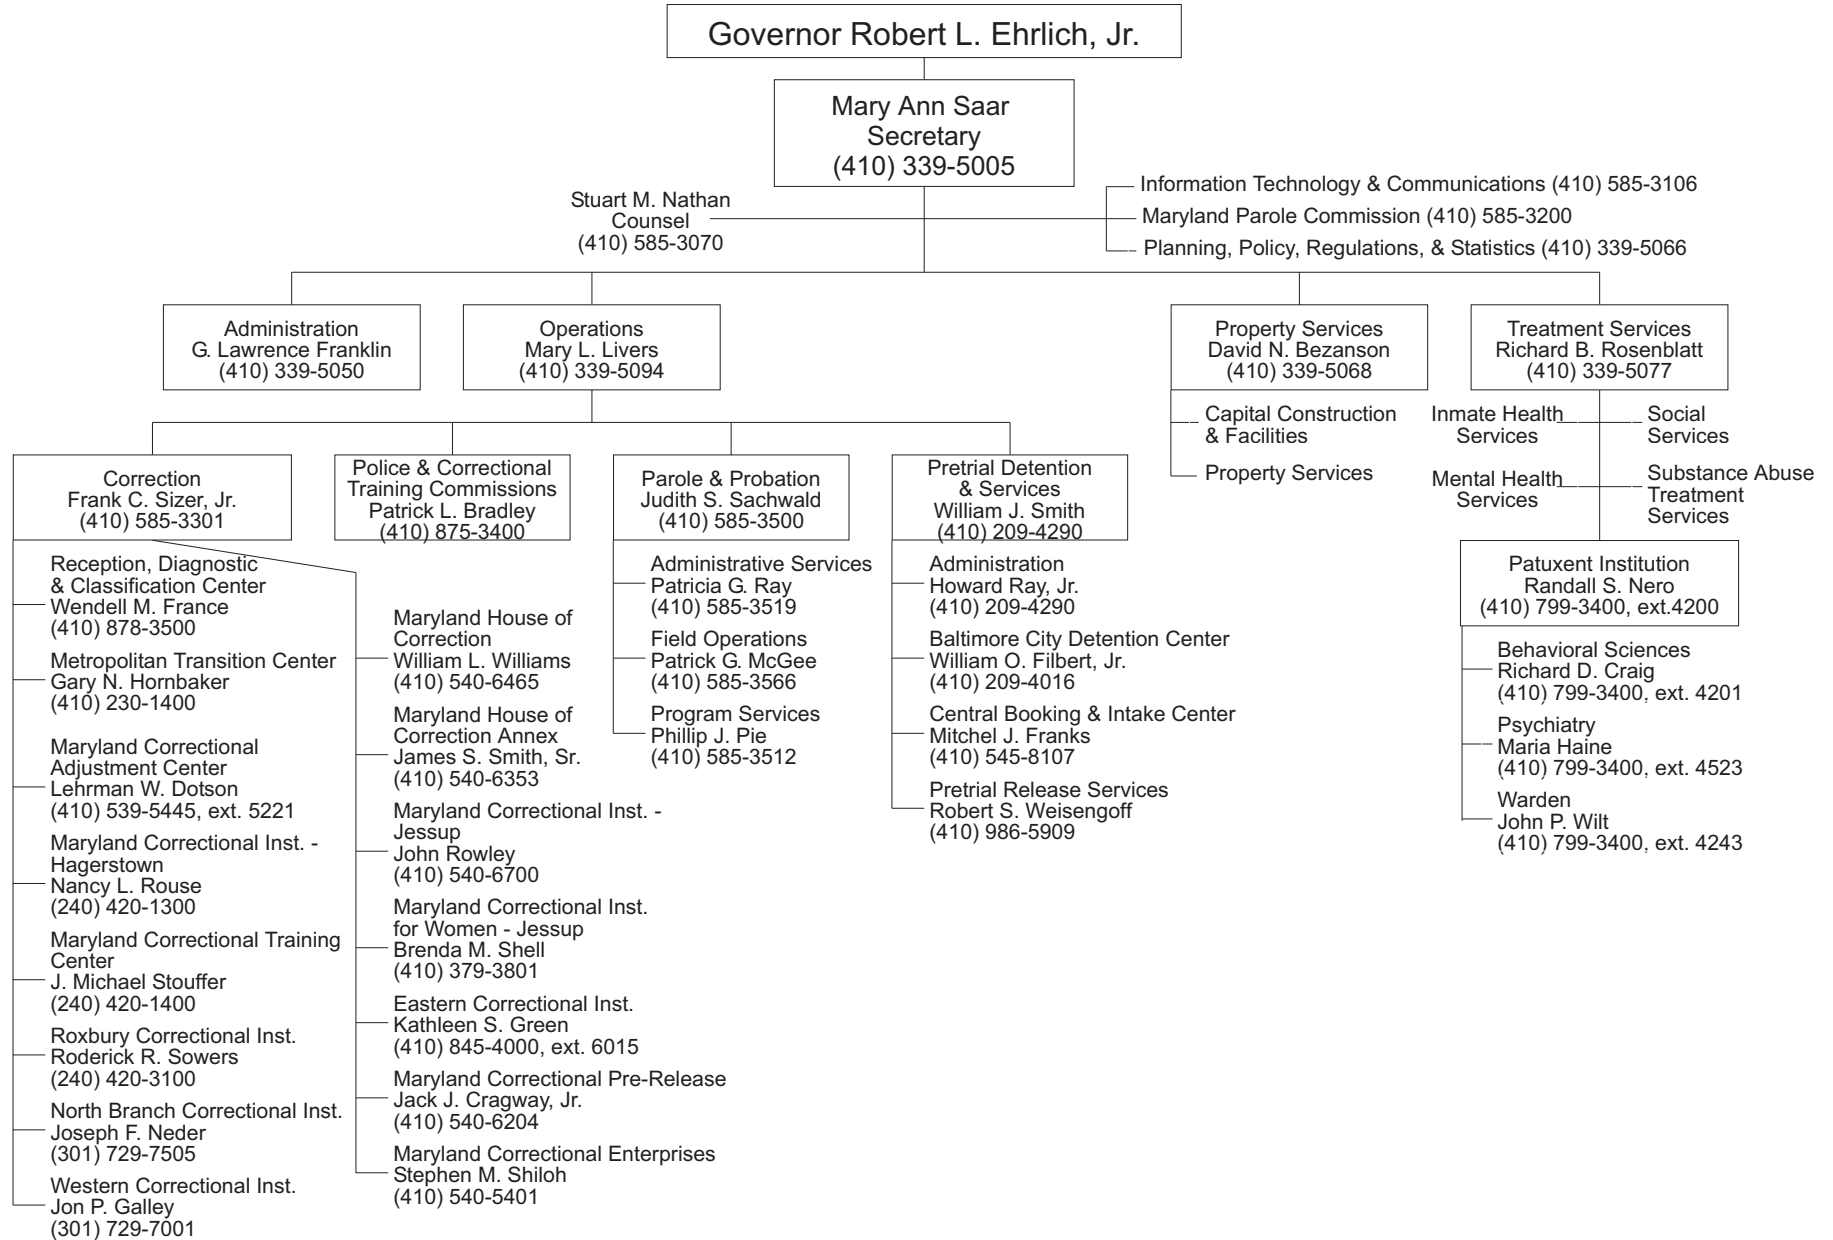 Governor Robert L. Ehrlich, Jr.
Mary Ann Saar
Secretary
(410) 339-5005
Stuart M. Nathan
Counsel
(410) 585-3070
Information Technology & Communications (410) 585-3106
Maryland Parole Commission (410) 585-3200
Planning, Policy, Regulations, & Statistics (410) 339-5066
Administration
G. Lawrence Franklin
(410) 339-5050
Operations
Mary L. Livers
(410) 339-5094
Property Services
David N. Bezanson
(410) 339-5068
Treatment Services
Richard B. Rosenblatt
(410) 339-5077
Capital Construction
& Facilities
Property Services
Inmate Health
Services
Social
Services
Mental Health
Services
Substance Abuse
Treatment
Services
Correction
Frank C. Sizer, Jr.
(410) 585-3301
Police & Correctional
Training Commissions
Patrick L. Bradley
(410) 875-3400
Parole & Probation
Judith S. Sachwald
(410) 585-3500
Pretrial Detention
& Services
William J. Smith
(410) 209-4290
Reception, Diagnostic
& Classification Center
Wendell M. France
(410) 878-3500
Metropolitan Transition Center
Gary N. Hornbaker
(410) 230-1400
Maryland Correctional
Adjustment Center
Lehrman W. Dotson
(410) 539-5445, ext. 5221
Maryland Correctional Inst. -
Hagerstown
Nancy L. Rouse
(240) 420-1300
Maryland Correctional Training
Center
J. Michael Stouffer
(240) 420-1400
Roxbury Correctional Inst.
Roderick R. Sowers
(240) 420-3100
North Branch Correctional Inst.
Joseph F. Neder
(301) 729-7505
Western Correctional Inst.
Jon P. Galley
(301) 729-7001
Maryland House of
Correction
William L. Williams
(410) 540-6465
Maryland House of
Correction Annex
James S. Smith, Sr.
(410) 540-6353
Maryland Correctional Inst. -
Jessup
John Rowley
(410) 540-6700
Maryland Correctional Inst.
for Women - Jessup
Brenda M. Shell
(410) 379-3801
Eastern Correctional Inst.
Kathleen S. Green
(410) 845-4000, ext. 6015
Maryland Correctional Pre-Release
Jack J. Cragway, Jr.
(410) 540-6204
Maryland Correctional Enterprises
Stephen M. Shiloh
(410) 540-5401
Administrative Services
Patricia G. Ray
(410) 585-3519
Field Operations
Patrick G. McGee
(410) 585-3566
Program Services
Phillip J. Pie
(410) 585-3512
Administration
Howard Ray, Jr.
(410) 209-4290
Baltimore City Detention Center
William O. Filbert, Jr.
(410) 209-4016
Central Booking & Intake Center
Mitchel J. Franks
(410) 545-8107
Pretrial Release Services
Robert S. Weisengoff
(410) 986-5909
Patuxent Institution
Randall S. Nero
(410) 799-3400, ext.4200
Behavioral Sciences
Richard D. Craig
(410) 799-3400, ext. 4201
Psychiatry
Maria Haine
(410) 799-3400, ext. 4523
Warden
John P. Wilt
(410) 799-3400, ext. 4243